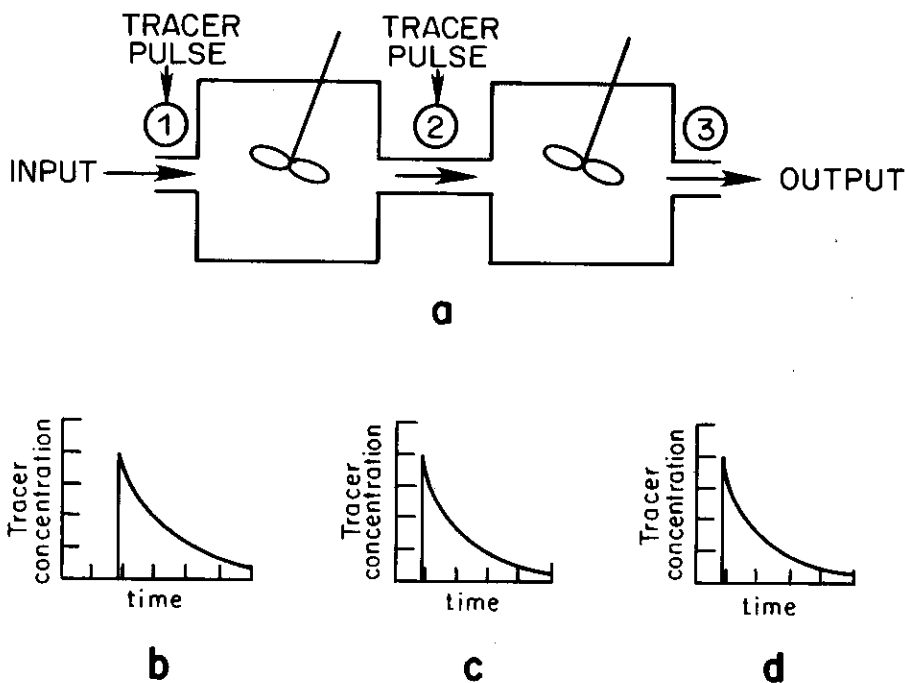 TRACER PULSE
TRACER PULSE
1
2
3
INPUT
OUTPUT
a
Tracer concentration
time
b
Tracer concentration
time
c
Tracer concentration
time
d